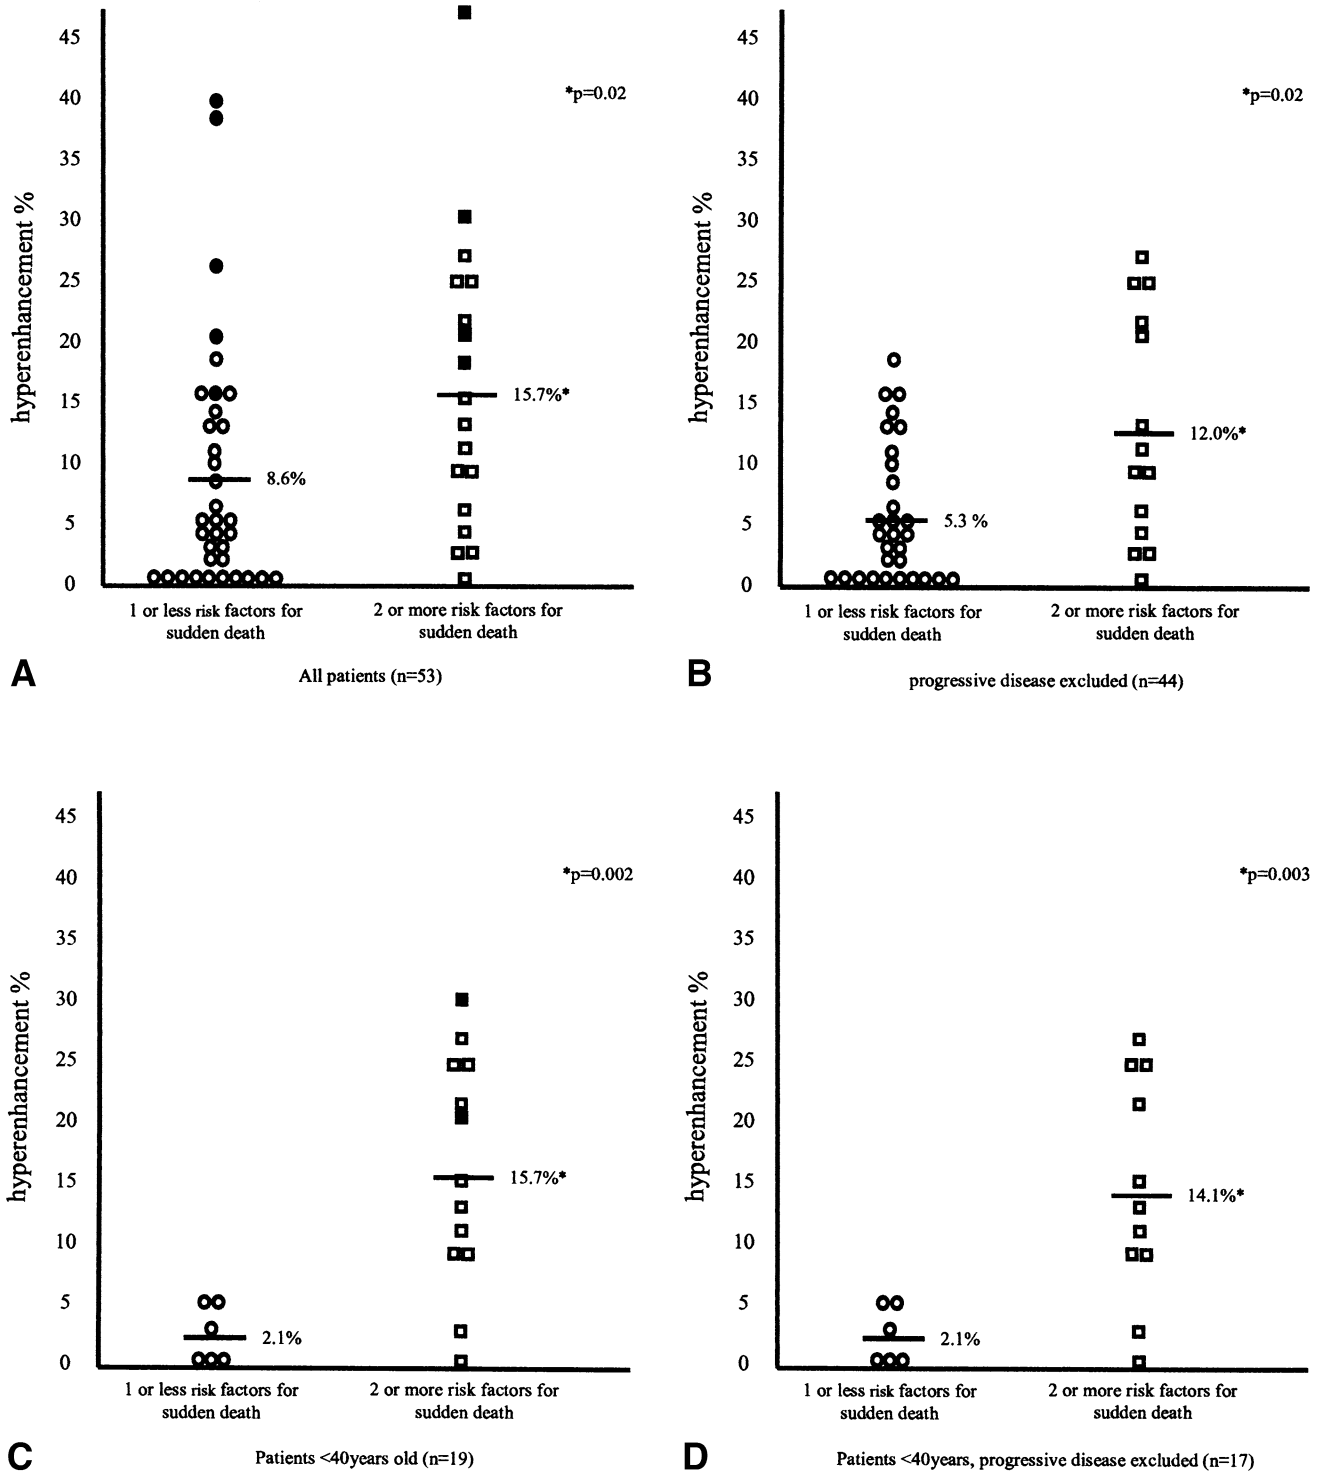 45
40
35
30
25
20
15
10
5
0
hyperenhancement %
*p=0.02
8.6%
15.7%*
1 or less risk factors for
sudden death
2 or more risk factors for
sudden death
A
All patients (n=53)
45
40
35
30
25
20
15
10
5
0
hyperenhancement %
*p=0.02
5.3 %
12.0%*
1 or less risk factors for
sudden death
2 or more risk factors for
sudden death
B
progressive disease excluded (n=44)
45
40
35
30
25
20
15
10
5
0
hyperenhancement %
*p=0.002
2.1%
15.7%*
1 or less risk factors for
sudden death
2 or more risk factors for
sudden death
C
Patients <40years old (n=19)
45
40
35
30
25
20
15
10
5
0
hyperenhancement %
*p=0.003
2.1%
14.1%*
1 or less risk factors for
sudden death
2 or more risk factors for
sudden death
D
Patients <40years, progressive disease excluded (n=17)